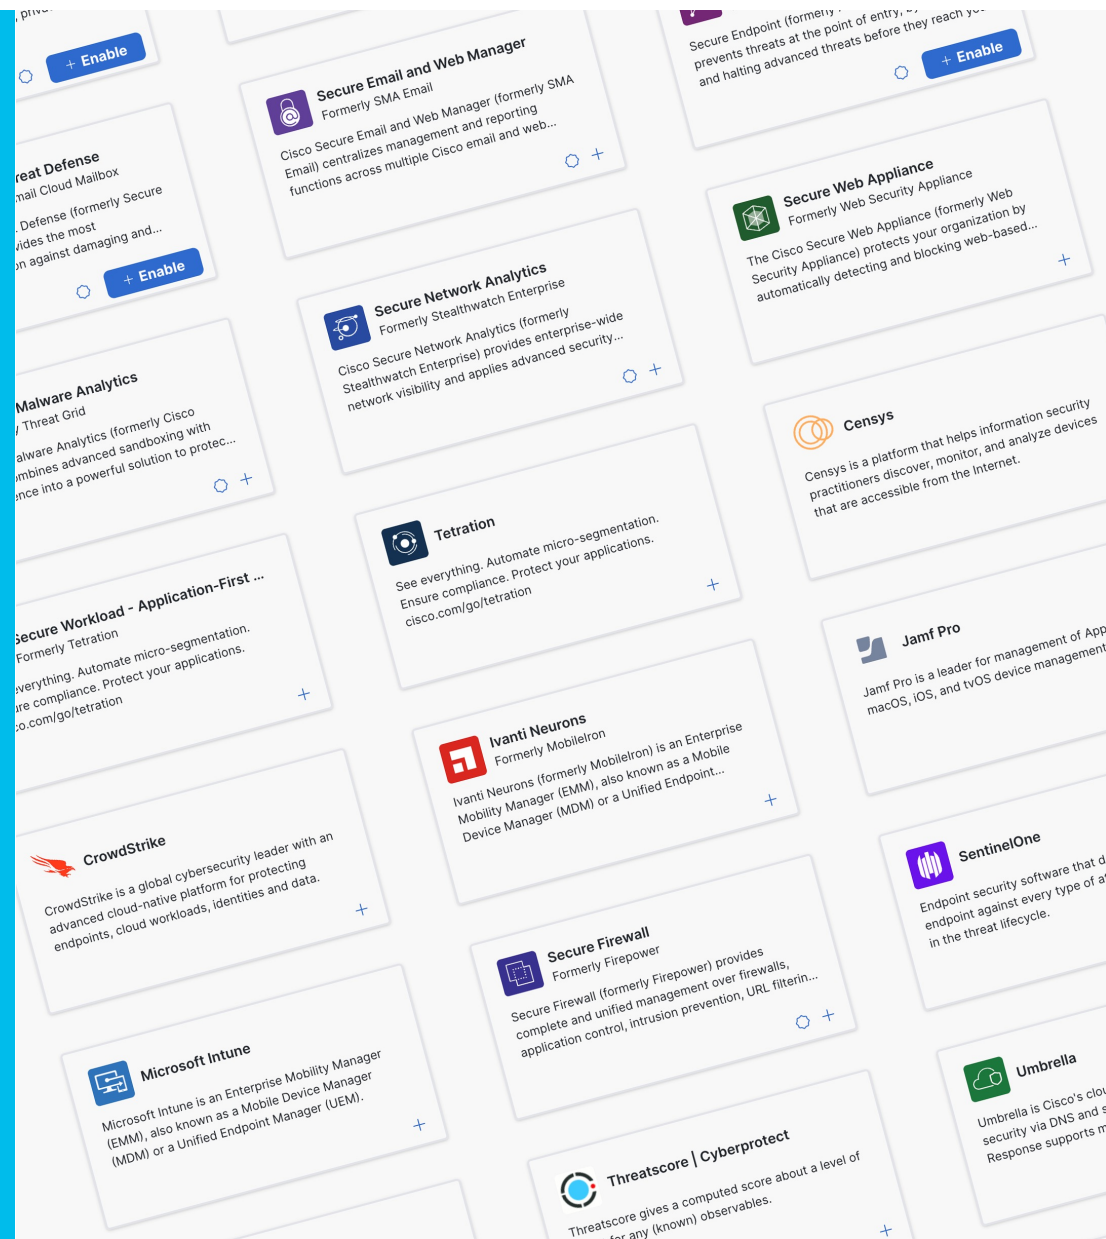 + Enable
reat Defense
mail Cloud Mailbox
Defense (formerly Secure
vides the most
on against damaging and...
+ Enable
Malware Analytics
Threat Grid
alware Analytics (formerly Cisco
ombines advanced sandboxing with
ence into a powerful solution to protec...
Secure Workload - Application-First ...
Formerly Tetration
everything. Automate micro-segmentation.
ure compliance. Protect your applications.
co.com/go/tetration
CrowdStrike
CrowdStrike is a global cybersecurity leader with an
advanced cloud-native platform for protecting
endpoints, cloud workloads, identities and data.
Microsoft Intune
Microsoft Intune is an Enterprise Mobility Manager
(EMM), also known as a Mobile Device Manager
(MDM) or a Unified Endpoint Manager (UEM).
Secure Email and Web Manager
Formerly SMA Email
Cisco Secure Email and Web Manager (formerly SMA
Email) centralizes management and reporting
functions across multiple Cisco email and web...
Secure Network Analytics
Formerly Stealthwatch Enterprise
Cisco Secure Network Analytics (formerly
Stealthwatch Enterprise) provides enterprise-wide
network visibility and applies advanced security...
Tetration
See everything. Automate micro-segmentation.
Ensure compliance. Protect your applications.
cisco.com/go/tetration
Ivanti Neurons
Formerly MobileIron
Ivanti Neurons (formerly MobileIron) is an Enterprise
Mobility Manager (EMM), also known as a Mobile
Device Manager (MDM) or a Unified Endpoint...
Secure Firewall
Formerly Firepower
Secure Firewall (formerly Firepower) provides
complete and unified management over firewalls,
application control, intrusion prevention, URL filterin...
Threatscore | Cyberprotect
Threatscore gives a computed score about a level of
for any (known) observables.
Secure Endpoint (formerly
prevents threats at the point of entry,
and halting advanced threats before they reach
+ Enable
Secure Web Appliance
Formerly Web Security Appliance
The Cisco Secure Web Appliance (formerly Web
Security Appliance) protects your organization by
automatically detecting and blocking web-based...
Censys
Censys is a platform that helps information security
practitioners discover, monitor, and analyze devices
that are accessible from the Internet.
Jamf Pro
Jamf Pro is a leader for management of App
macOS, iOS, and tvOS device management
SentinelOne
Endpoint security software that d
endpoint against every type of a
in the threat lifecycle.
Umbrella
Umbrella is Cisco's clou
security via DNS and s
Response supports m